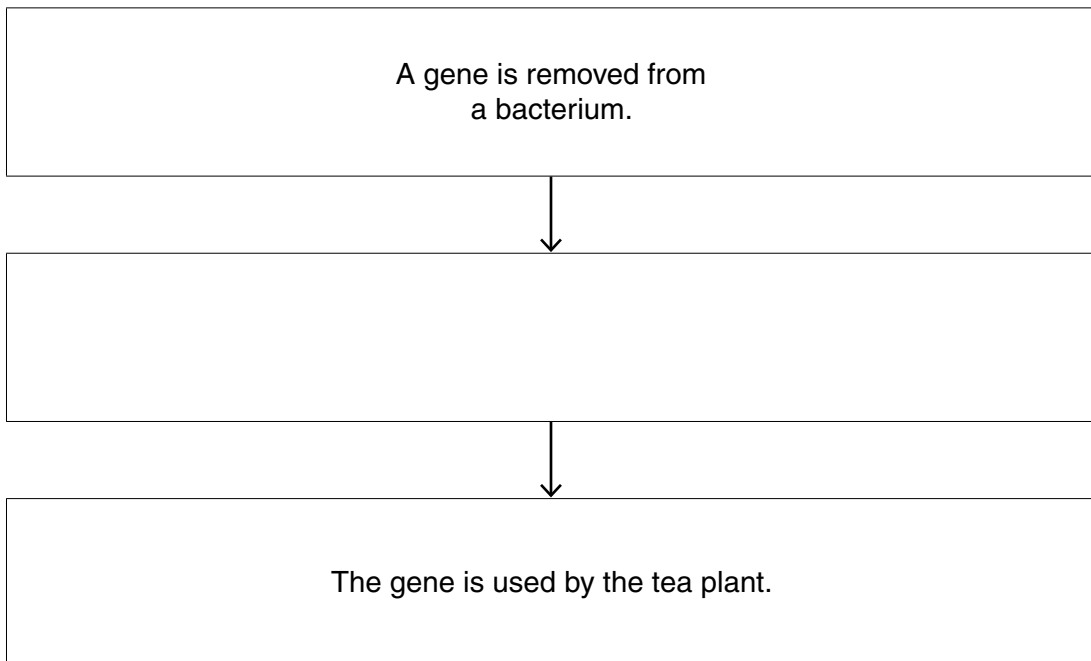 A gene is removed from
a bacterium.
The gene is used by the tea plant.